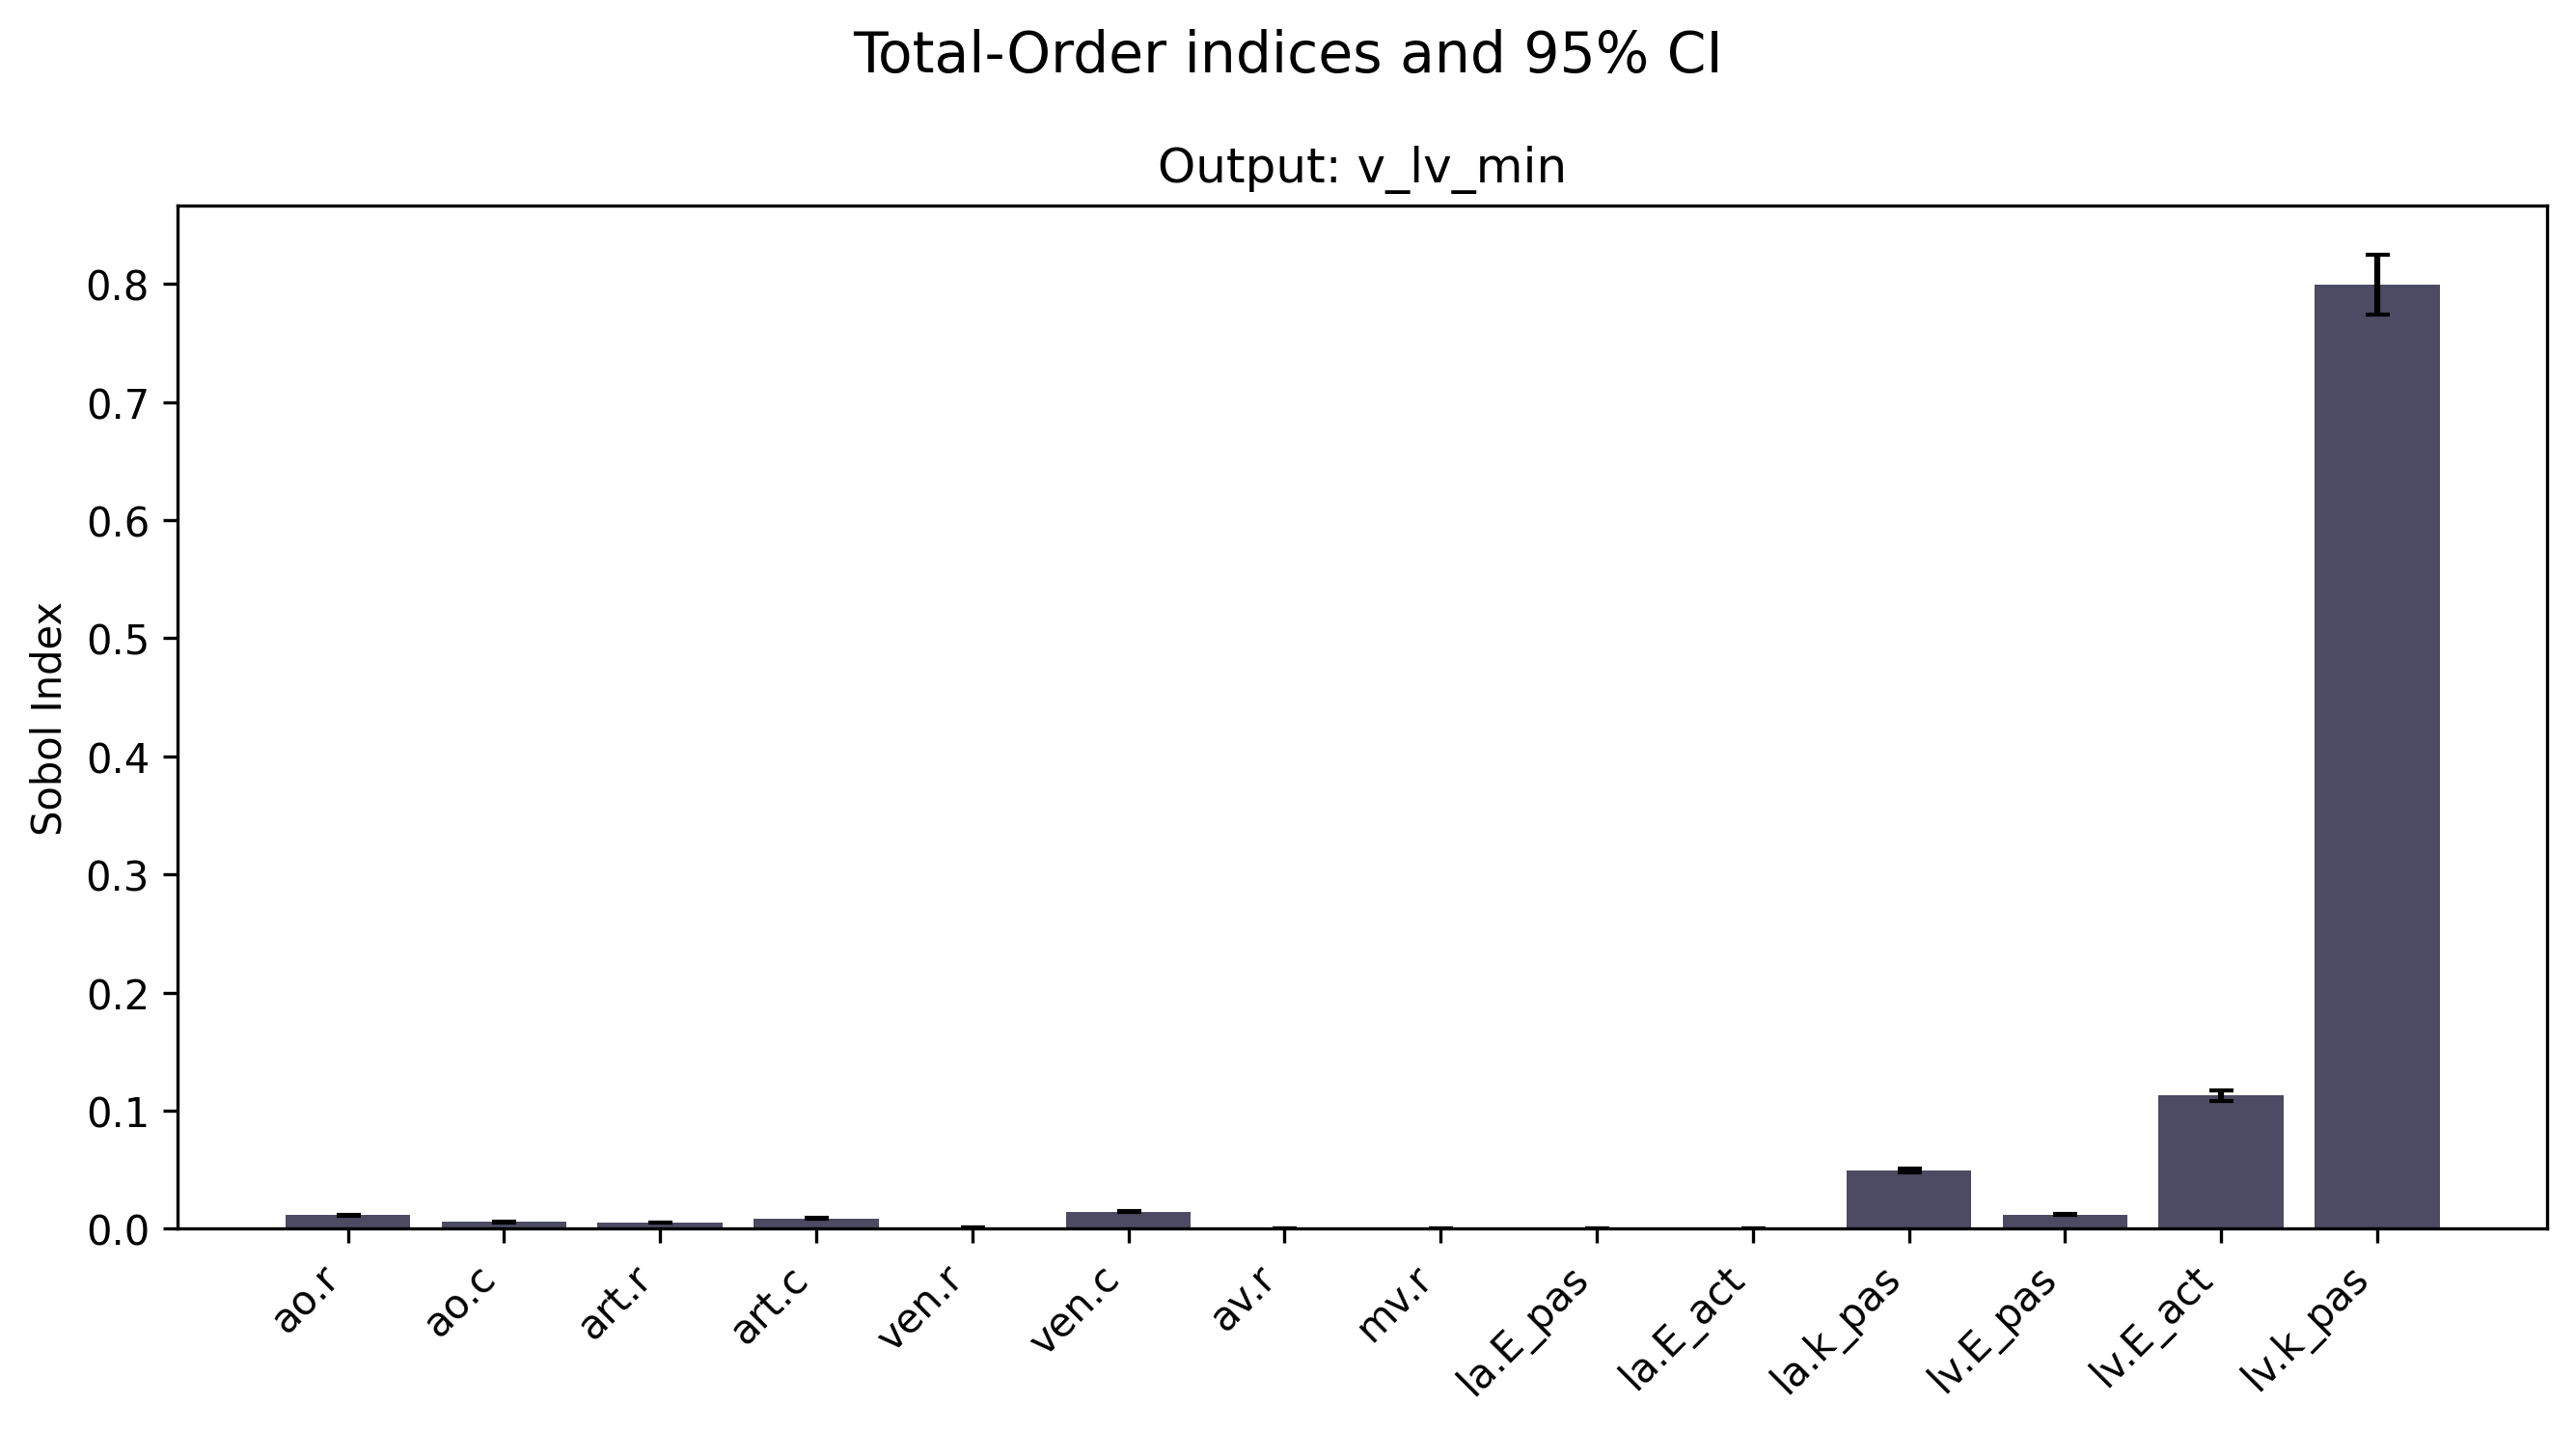 Total-Order indices and 95% CI
Output: v_lv_min
Sobol Index
0.8
0.7
0.6
0.5
0.4
0.3
0.2
0.1
0.0
ao.r
ao.c
art.r
art.c
ven.r
ven.c
av.r
mv.r
la.E_pas
la.E_act
la.k_pas
lv.E_pas
lv.E_act
lv.k_pas